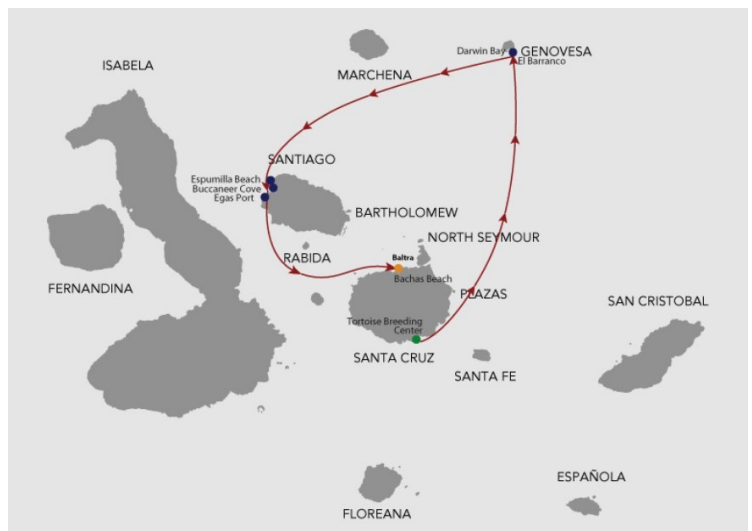 Darwin Bay
GENOVESA
El Barranco
ISABELA
MARCHENA
SANTIAGO
Espumilla Beach
Buccaneer Cove
Egas Port
BARTHOLOMEW
NORTH SEYMOUR
RABIDA
Baltra
Bachas Beach
FERNANDINA
PLAZAS
SAN CRISTOBAL
Tortoise Breeding
Center
SANTA CRUZ
SANTA FE
ESPAÑOLA
FLOREANA